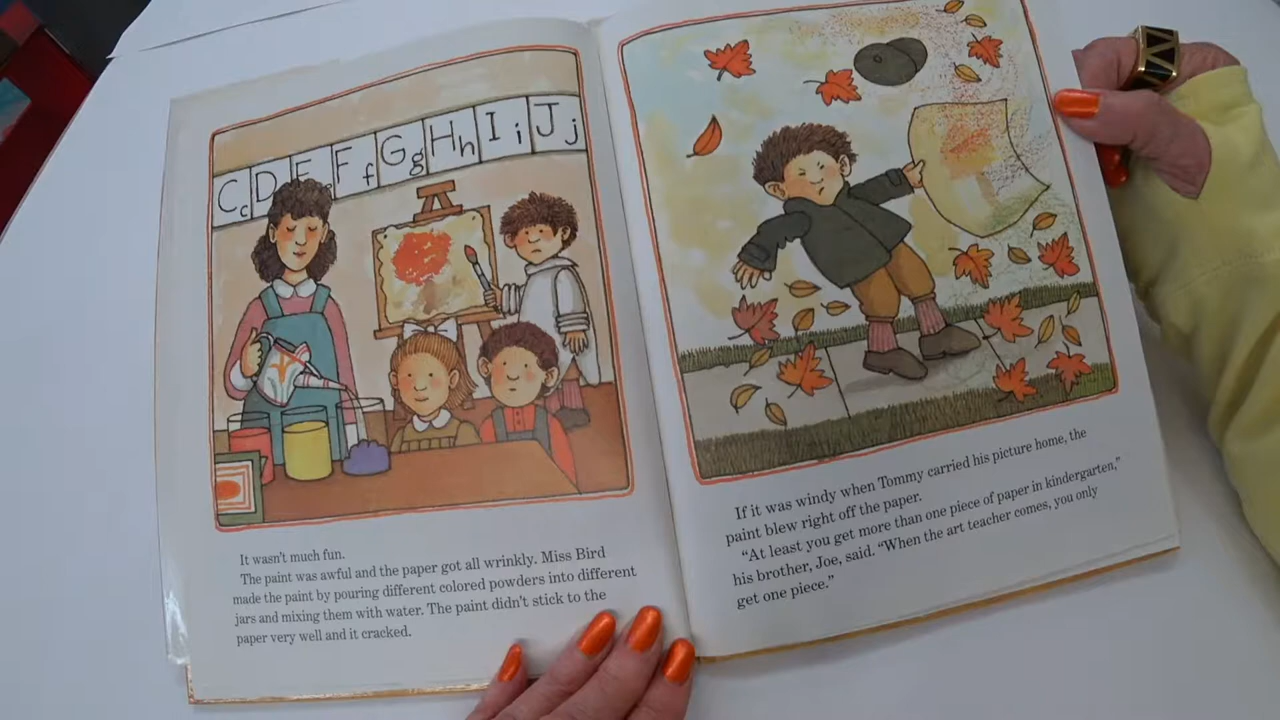 Cc D E F f G g Hh I i J j
It wasn't much fun.
The paint was awful and the paper got all wrinkly. Miss Bird
made the paint by pouring different colored powders into different
jars and mixing them with water. The paint didn't stick to the
paper very well and it cracked.
If it was windy when Tommy carried his picture home, the
paint blew right off the paper.
"At least you get more than one piece of paper in kindergarten,"
his brother, Joe, said. "When the art teacher comes, you only
get one piece."